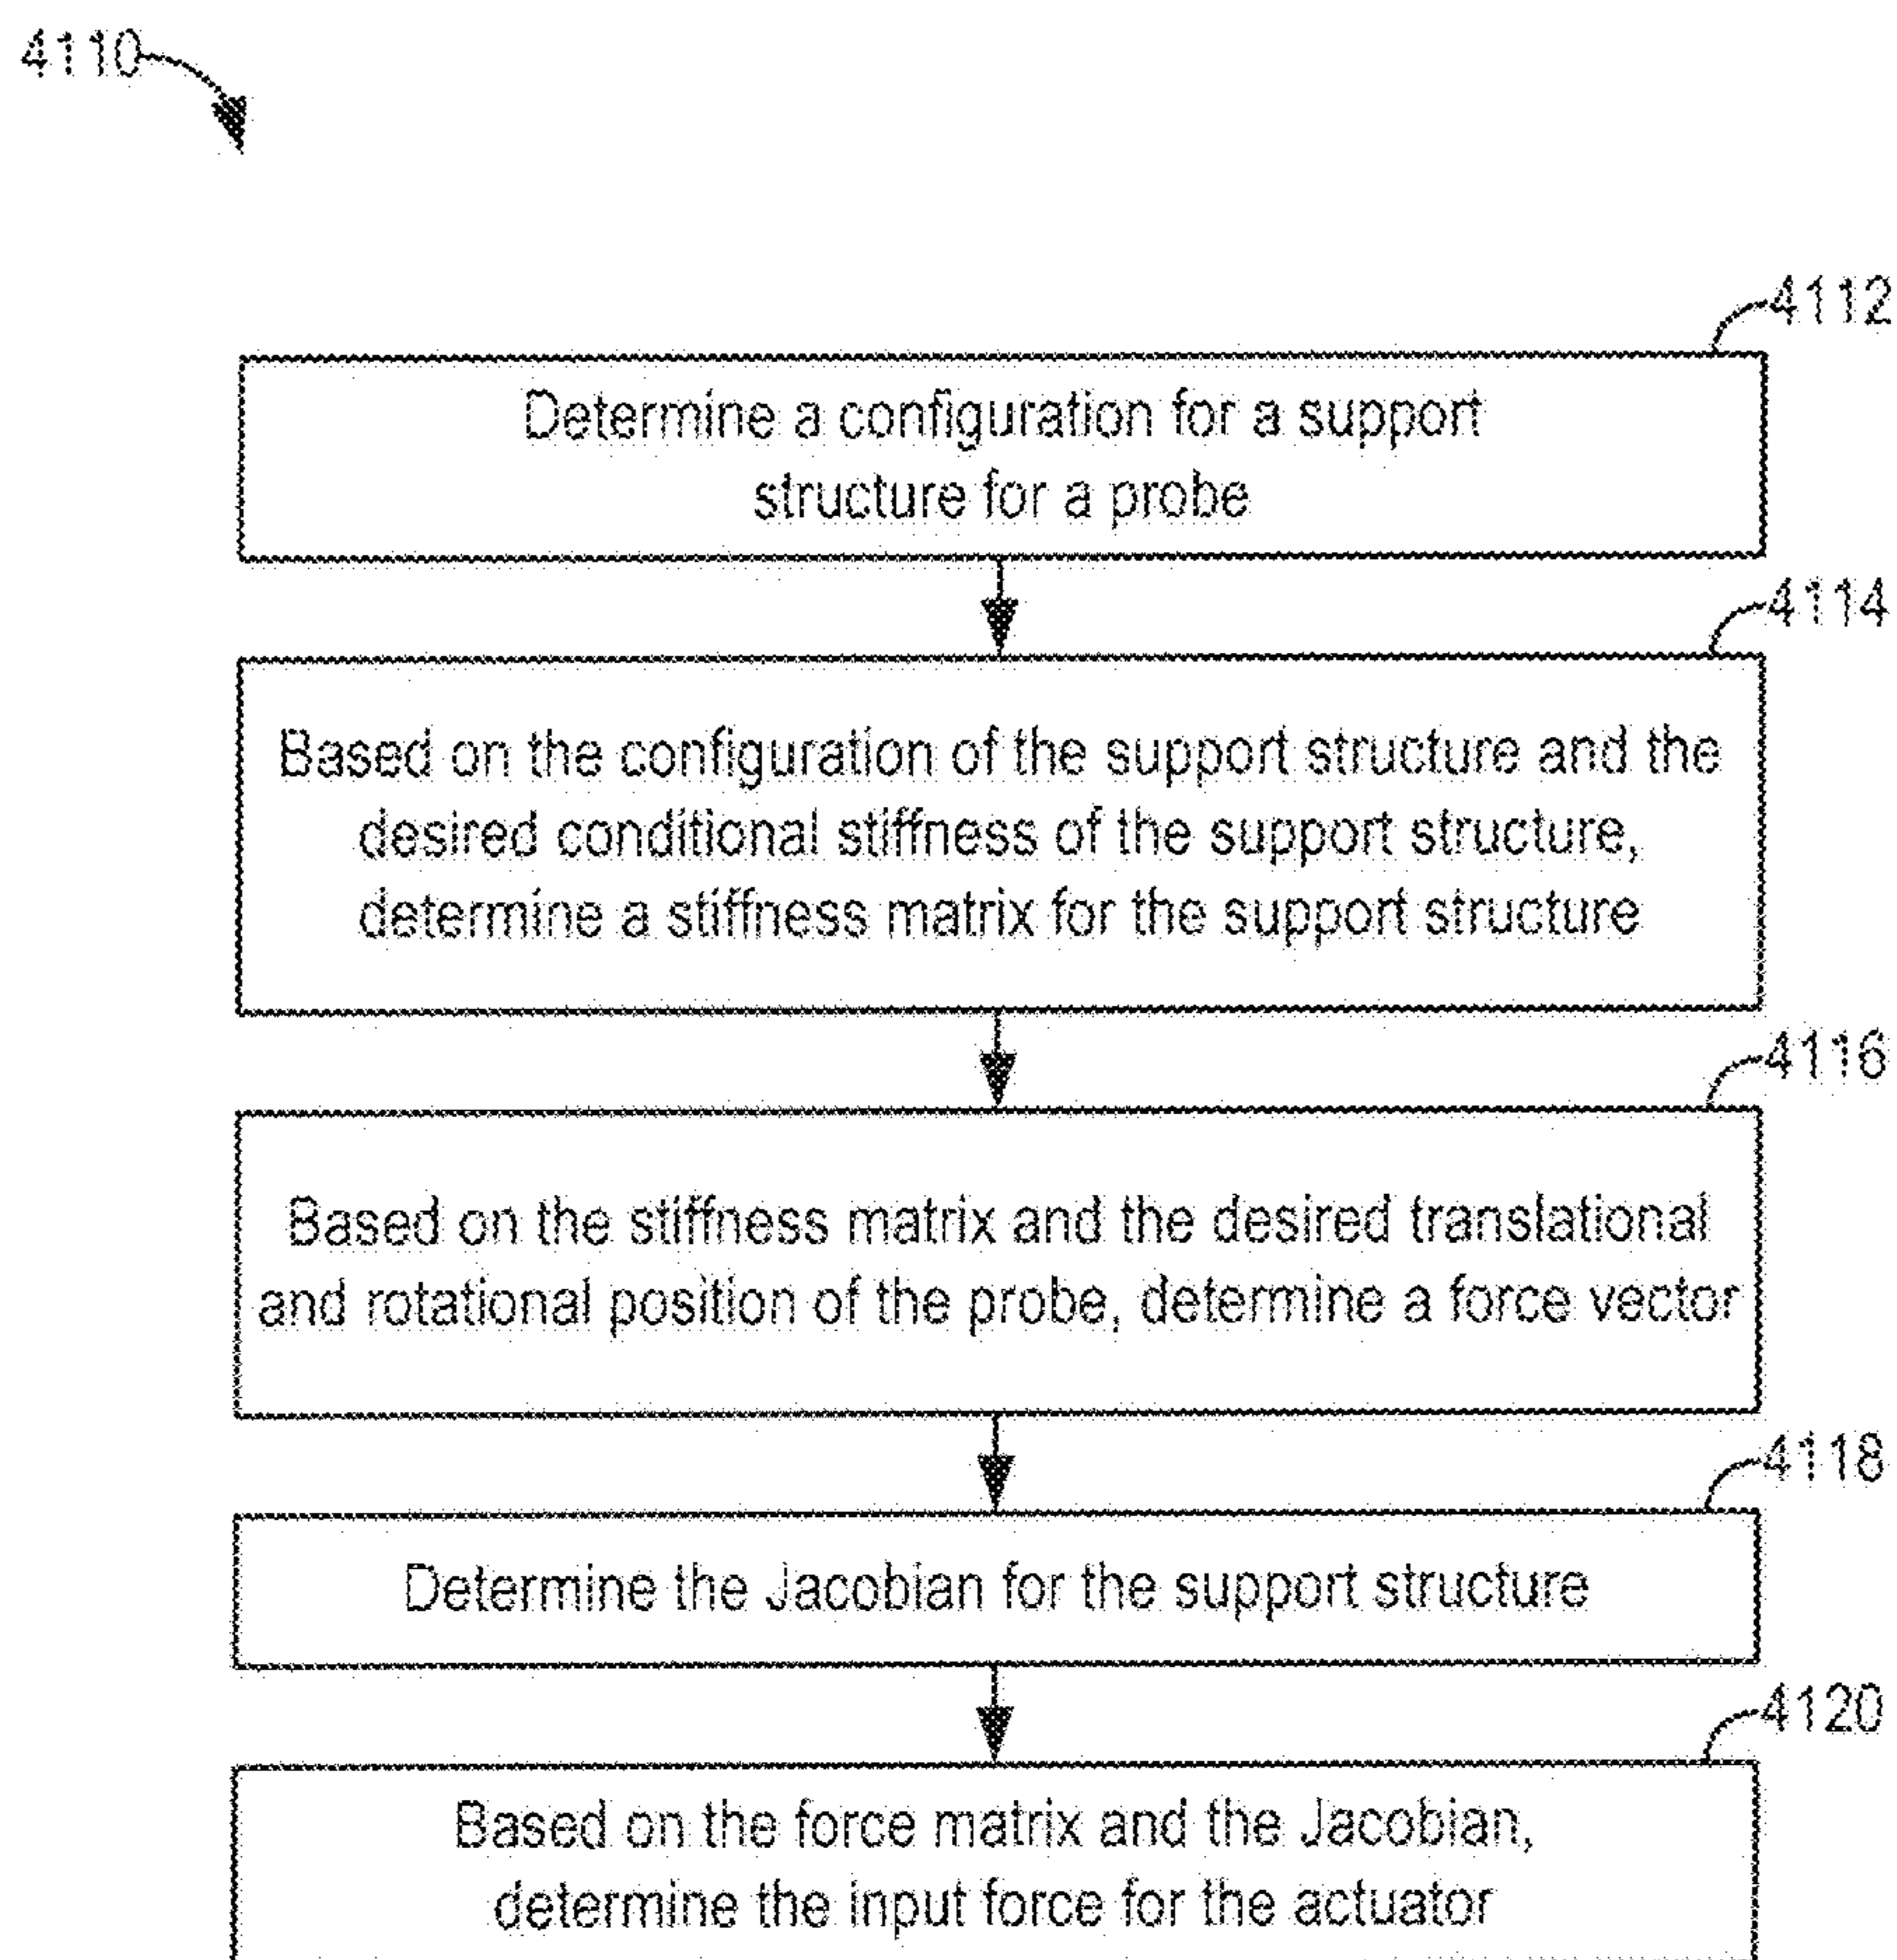 4110
4112
Determine a configuration for a support
structure for a probe
4114
Based on the configuration of the support structure and the
desired conditional stiffness of the support structure,
determine a stiffness matrix for the support structure
4116
Based on the stiffness matrix and the desired translational
and rotational position of the probe, determine a force vector
4118
Determine the Jacobian for the support structure
4120
Based on the force matrix and the Jacobian,
determine the input force for the actuator